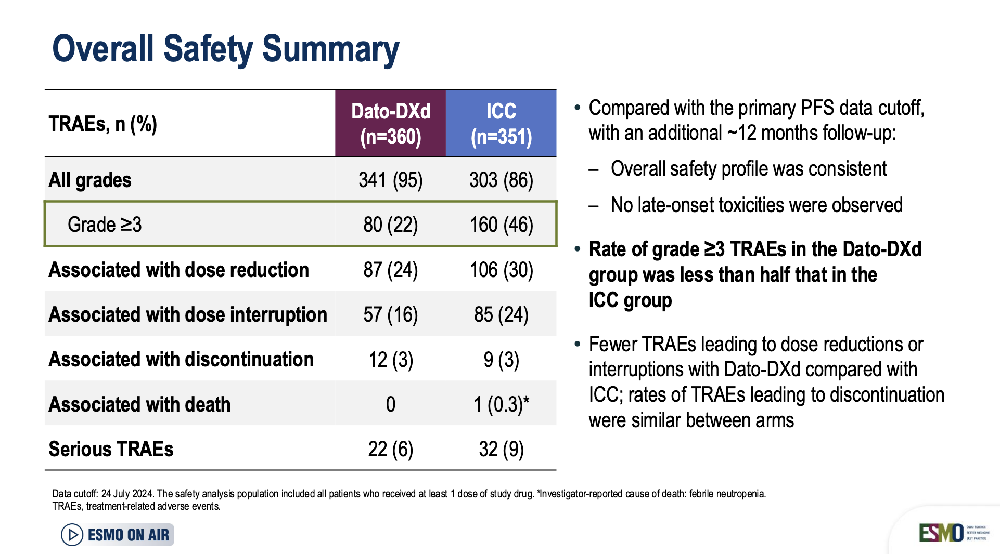 Overall Safety Summary
TRAEs, n (%)
Dato-DXd
(n=360)
ICC
(n=351)
All grades 341 (95) 303 (86)
Grade ≥3 80 (22) 160 (46)
Associated with dose reduction 87 (24) 106 (30)
Associated with dose interruption 57 (16) 85 (24)
Associated with discontinuation 12 (3) 9 (3)
Associated with death 0 1 (0.3)*
Serious TRAEs 22 (6) 32 (9)
• Compared with the primary PFS data cutoff,
with an additional ~12 months follow-up:
– Overall safety profile was consistent
– No late-onset toxicities were observed
• Rate of grade ≥3 TRAEs in the Dato-DXd
group was less than half that in the
ICC group
• Fewer TRAEs leading to dose reductions or
interruptions with Dato-DXd compared with
ICC; rates of TRAEs leading to discontinuation
were similar between arms
Data cutoff: 24 July 2024. The safety analysis population included all patients who received at least 1 dose of study drug. *Investigator-reported cause of death: febrile neutropenia.
TRAEs, treatment-related adverse events.
ESMO ON AIR
ESMO
GOOD SCIENCE
BETTER MEDICINE
BEST PRACTICE